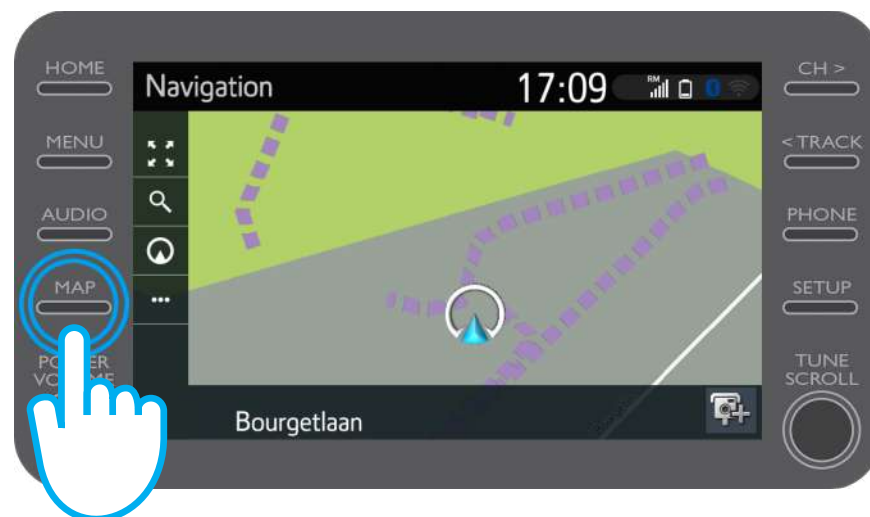 HOME
MENU
AUDIO
MAP
Navigation
17:09
RM
Bourgetlaan
CH >
< TRACK
PHONE
SETUP
TUNE
SCROLL